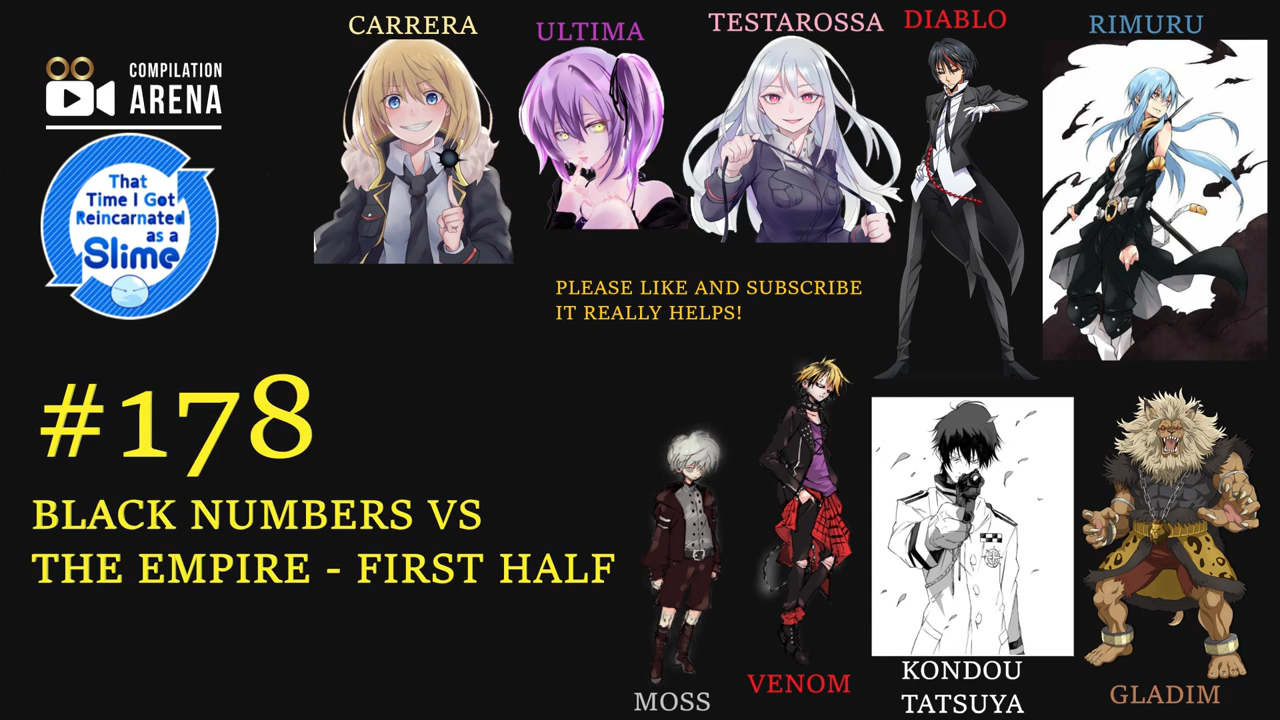 CARRERA
ULTIMA
TESTAROSSA
DIABLO
RIMURU
COMPILATION
ARENA
That
Time I Got
Reincarnated
as a
Slime
PLEASE LIKE AND SUBSCRIBE
IT REALLY HELPS!
#178
BLACK NUMBERS VS
THE EMPIRE - FIRST HALF
MOSS
VENOM
KONDOU
TATSUYA
GLADIM